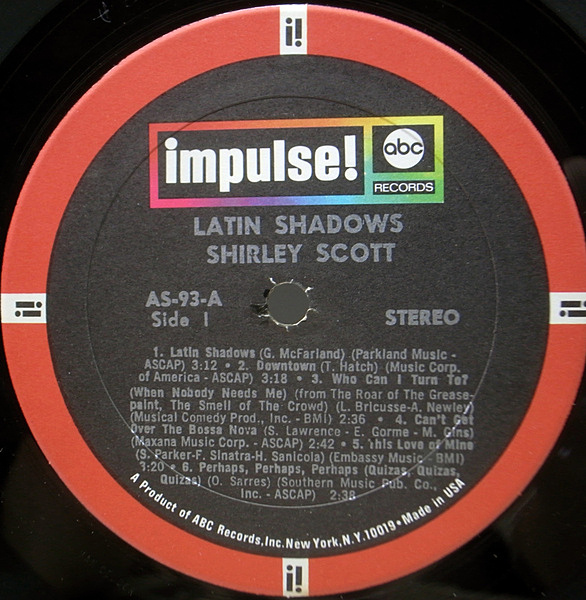 i!
impulse! abc
RECORDS
LATIN SHADOWS
SHIRLEY SCOTT
AS-93-A
Side 1
STEREO
i!
i!
1. Latin Shadows (G. McFarland) (Parkland Music -
ASCAP) 3:12 • 2. Downtown (T. Hatch) (Music Corp.
of America - ASCAP) 3:18 • 3. Who Can I Turn To?
(When Nobody Needs Me) (from The Roar of The Grease-
paint, The Smell of The Crowd) (L. Bricusse-A. Newley)
(Musical Comedy Prod., Inc. - BMI) 2:36 • 4. Can't Get
Over The Bossa Nova (S. Lawrence - E. Gorme - M. Gins)
(Maxana Music Corp. - ASCAP) 2:42 • 5. This Love of Mine
(S. Parker-F. Sinatra-H. Sanicola) (Embassy Music - BMI)
3:20 • 6. Perhaps, Perhaps, Perhaps (Quizas, Quizas,
Quizas) (O. Sarres) (Southern Music Pub. Co.,
Inc. - ASCAP) 2:38
A Product of ABC Records, Inc. New York, N.Y. 10019 • Made in USA
i!